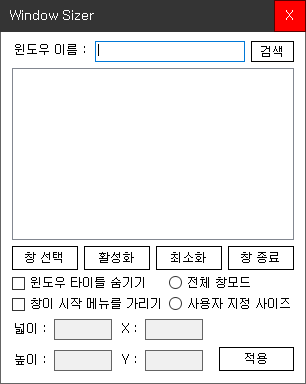 Window Sizer X
윈도우 이름 : 검색
창 선택 활성화 최소화 창 종료
윈도우 타이틀 숨기기 전체 창모드
창이 시작 메뉴를 가리기 사용자 지정 사이즈
넓이 : X :
높이 : Y : 적용